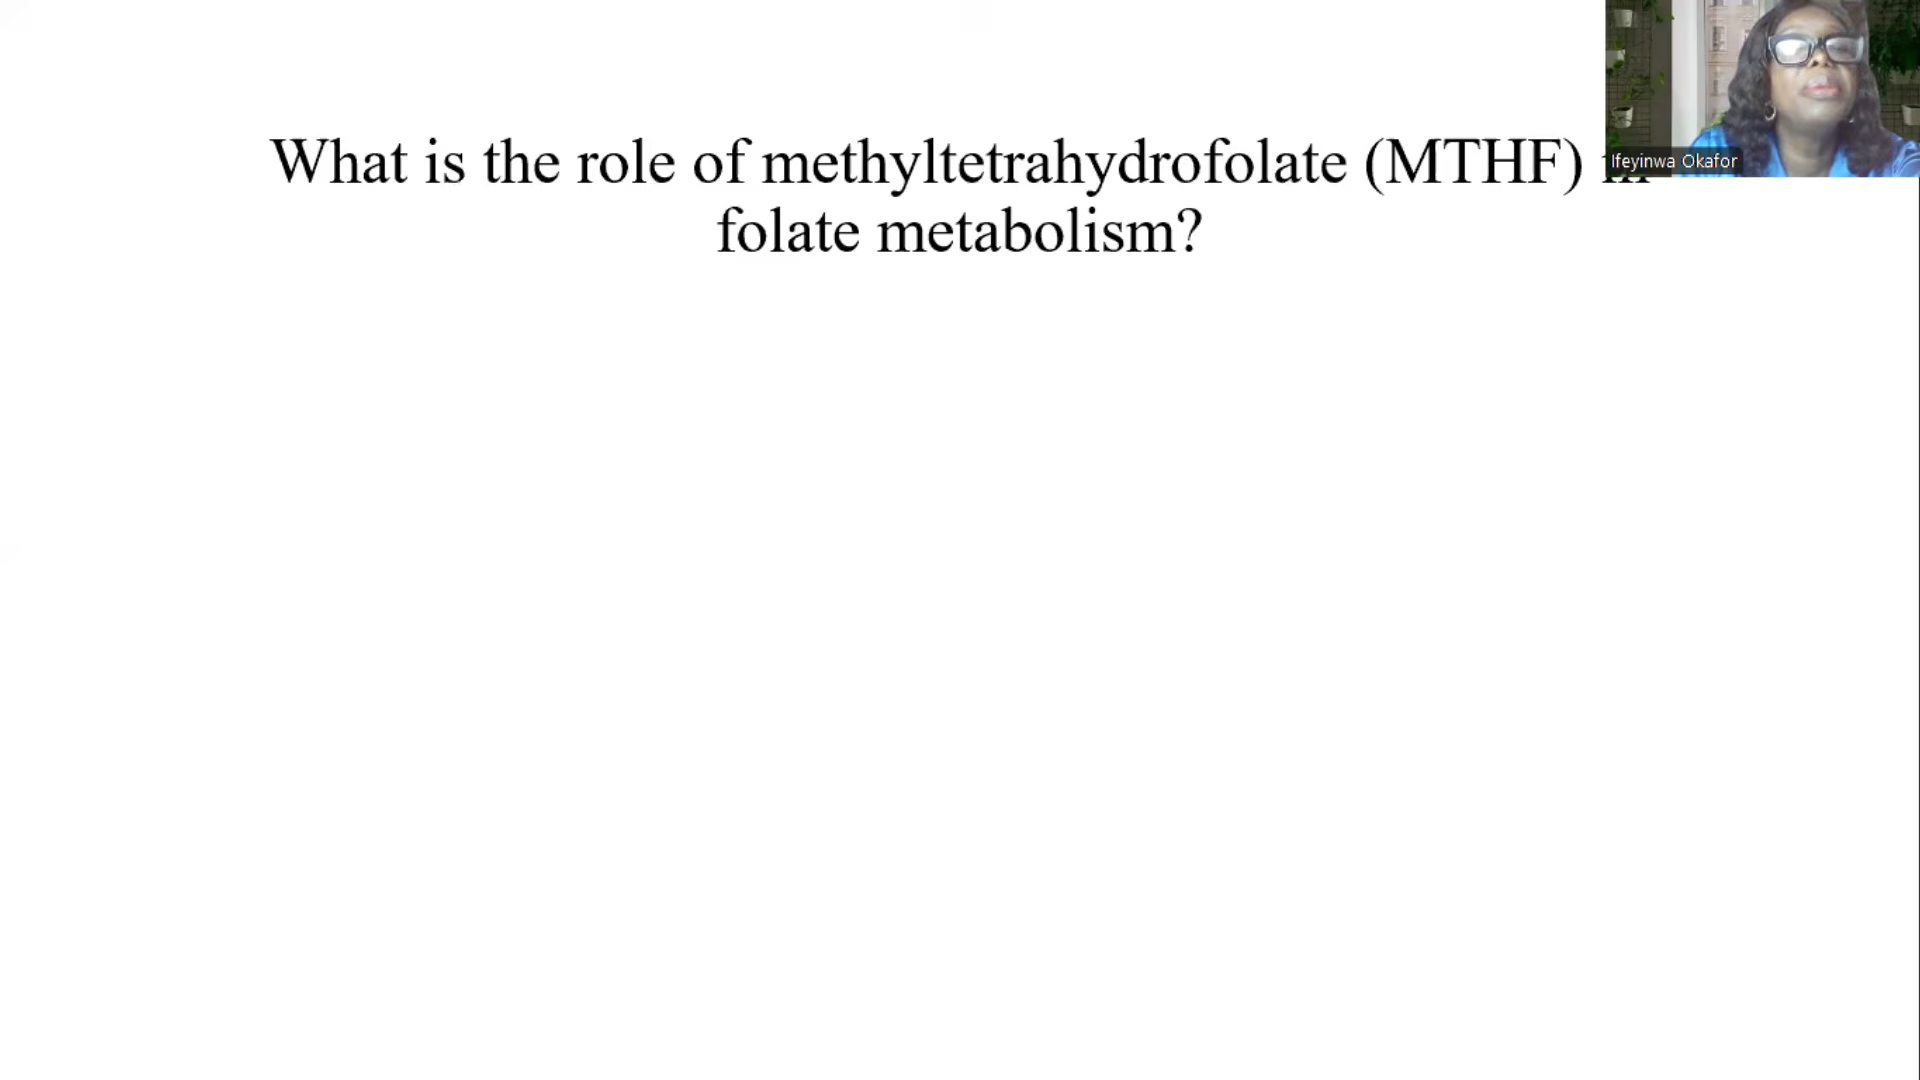 What is the role of methyltetrahydrofolate (MTHF)
folate metabolism?
Ifeyinwa Okafor